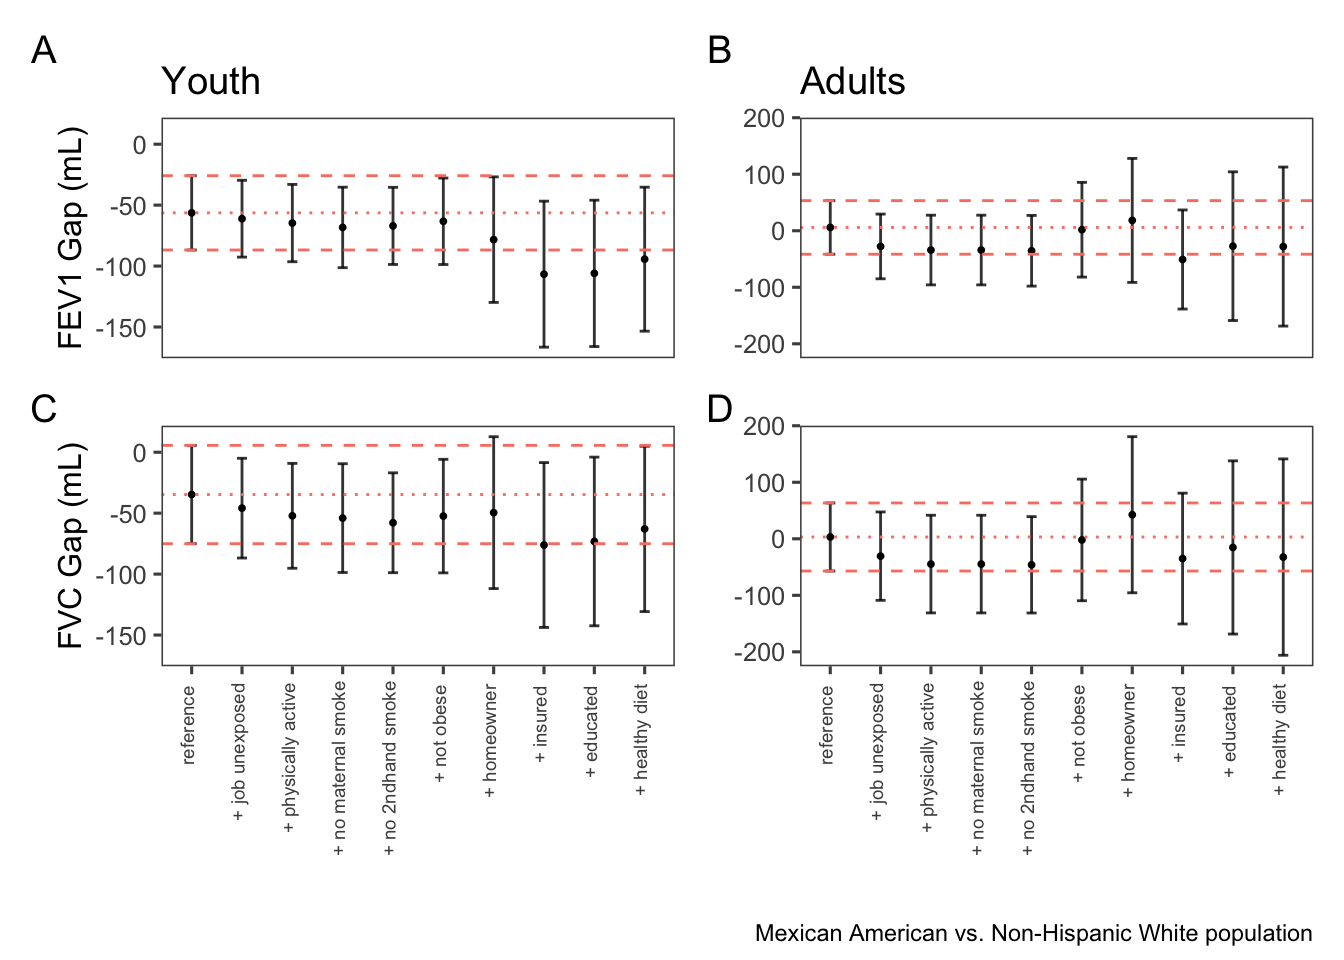 A
Youth
FEV1 Gap (mL)
0
-50
-100
-150
B
Adults
200
100
0
-100
-200
C
FVC Gap (mL)
0
-50
-100
-150
reference
+ job unexposed
+ physically active
+ no maternal smoke
+ no 2ndhand smoke
+ not obese
+ homeowner
+ insured
+ educated
+ healthy diet
D
200
100
0
-100
-200
reference
+ job unexposed
+ physically active
+ no maternal smoke
+ no 2ndhand smoke
+ not obese
+ homeowner
+ insured
+ educated
+ healthy diet
Mexican American vs. Non-Hispanic White population